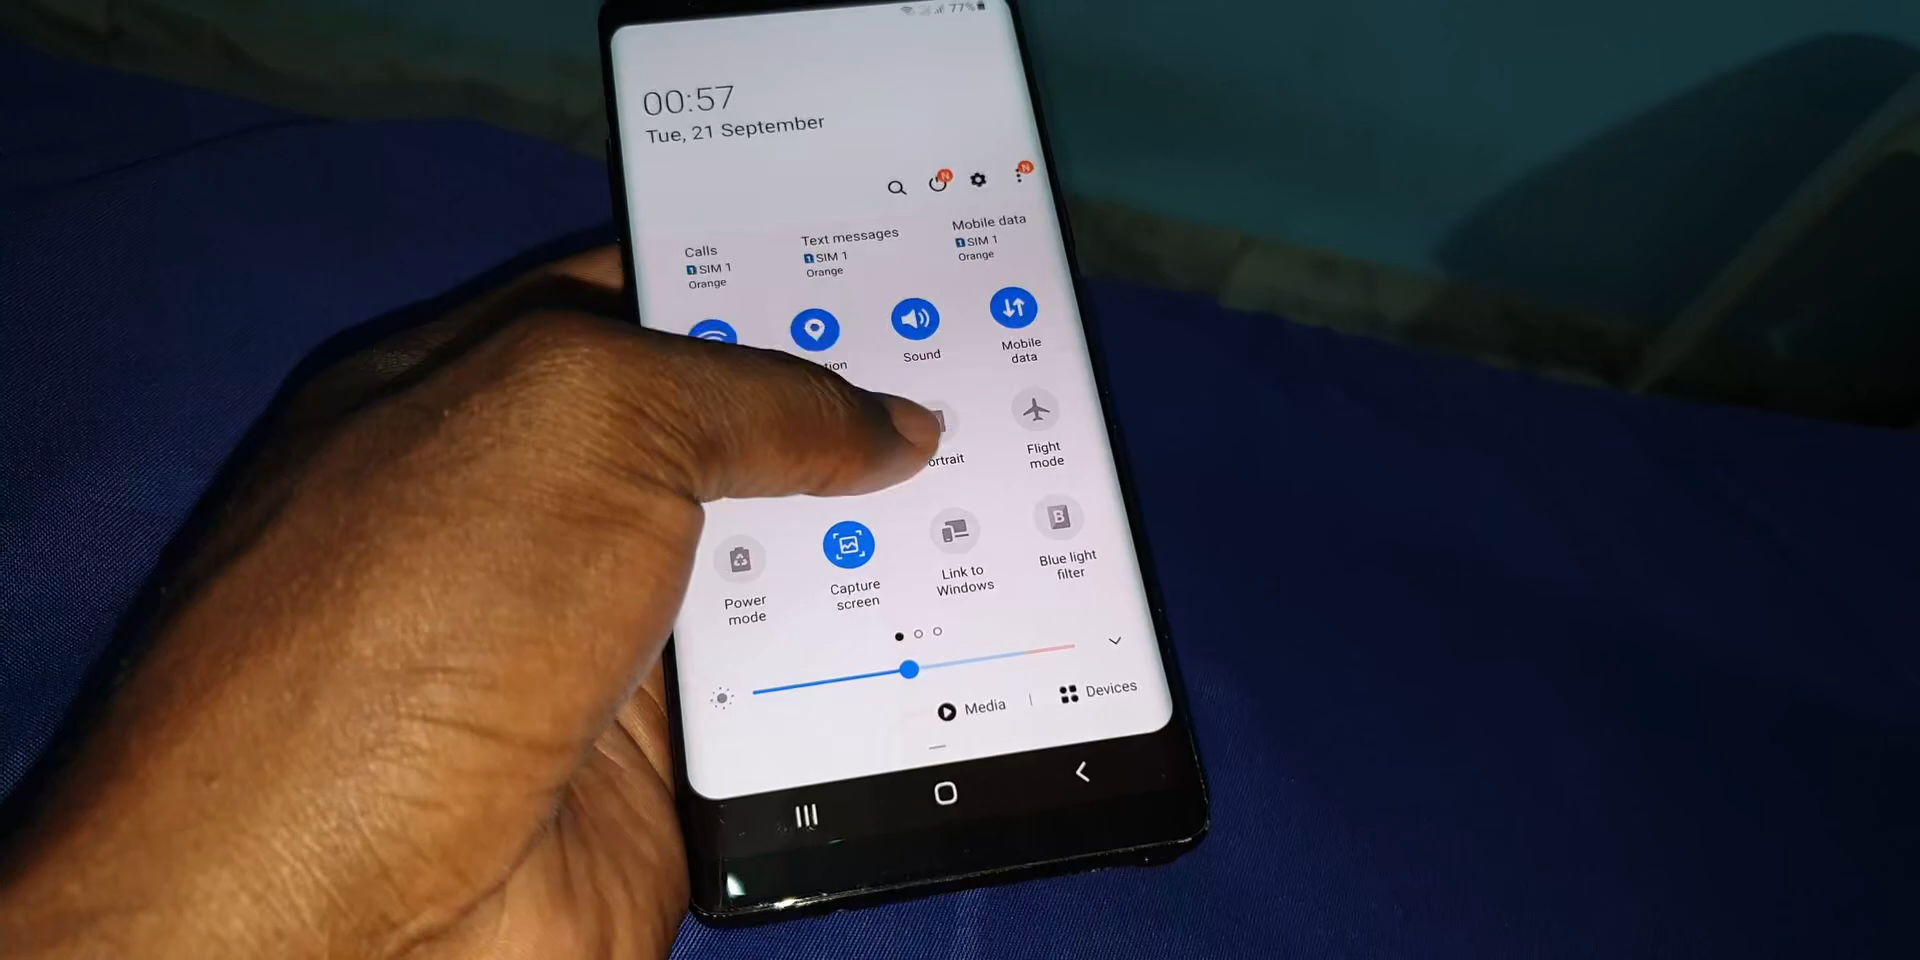 77%
00:57
Tue, 21 September
N
N
Calls
SIM 1
Orange
Text messages
SIM 1
Orange
Mobile data
SIM 1
Orange
tion
Sound
Mobile
data
ortrait
Flight
mode
Power
mode
Capture
screen
Link to
Windows
B
Blue light
filter
Media | Devices